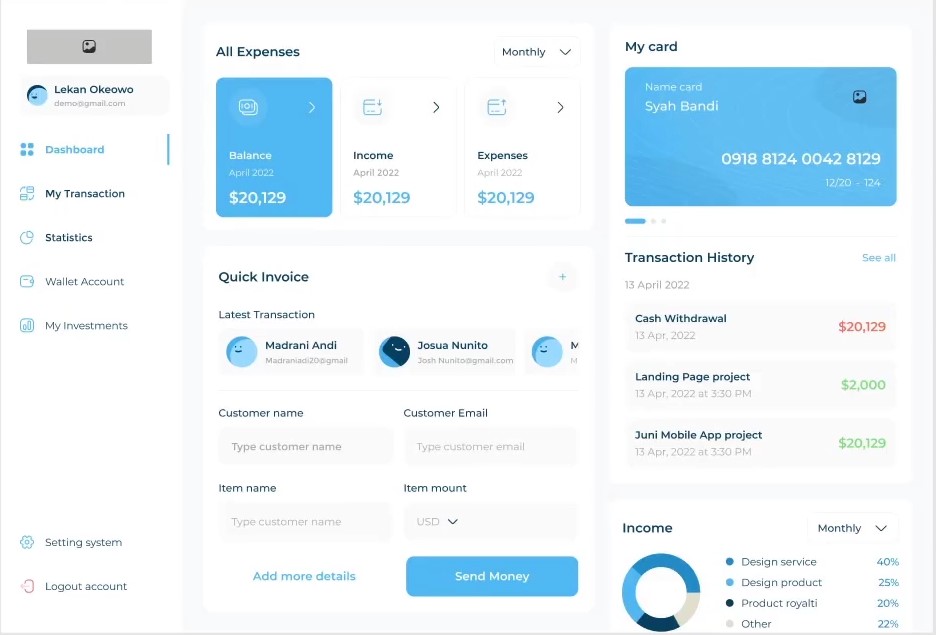 Lekan Okeowo
demo@gmail.com
Dashboard
My Transaction
Statistics
Wallet Account
My Investments
Setting system
Logout account
All Expenses
Monthly
Balance
April 2022
$20,129
Income
April 2022
$20,129
Expenses
April 2022
$20,129
Quick Invoice
+
Latest Transaction
Madrani Andi
Madraniadi20@gmail
Josua Nunito
Josh Nunito@gmail.com
M
M
Customer name
Customer Email
Type customer name
Type customer email
Item name
Item mount
Type customer name
USD
Add more details
Send Money
My card
Name card
Syah Bandi
0918 8124 0042 8129
12/20 - 124
Transaction History
See all
13 April 2022
Cash Withdrawal
13 Apr, 2022
$20,129
Landing Page project
13 Apr, 2022 at 3:30 PM
$2,000
Juni Mobile App project
13 Apr, 2022 at 3:30 PM
$20,129
Income
Monthly
Design service 40%
Design product 25%
Product royalti 20%
Other 22%